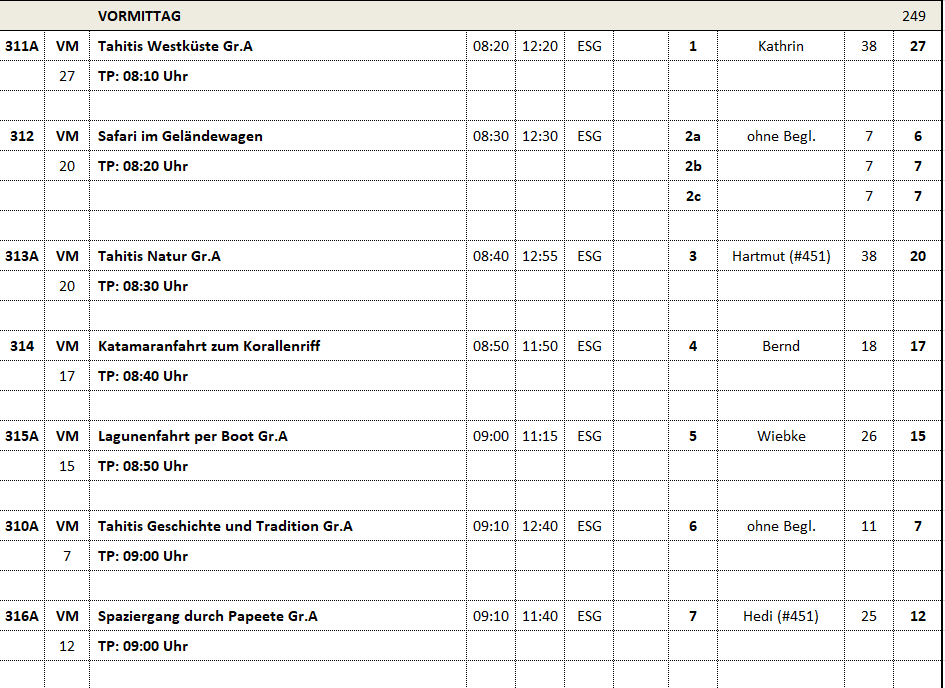 VORMITTAG 249
311A VM Tahitis Westküste Gr.A 08:20 12:20 ESG 1 Kathrin 38 27
27 TP: 08:10 Uhr
312 VM Safari im Geländewagen 08:30 12:30 ESG 2a ohne Begl. 7 6
20 TP: 08:20 Uhr 2b 7 7
2c 7 7
313A VM Tahitis Natur Gr.A 08:40 12:55 ESG 3 Hartmut (#451) 38 20
20 TP: 08:30 Uhr
314 VM Katamaranfahrt zum Korallenriff 08:50 11:50 ESG 4 Bernd 18 17
17 TP: 08:40 Uhr
315A VM Lagunenfahrt per Boot Gr.A 09:00 11:15 ESG 5 Wiebke 26 15
15 TP: 08:50 Uhr
310A VM Tahitis Geschichte und Tradition Gr.A 09:10 12:40 ESG 6 ohne Begl. 11 7
7 TP: 09:00 Uhr
316A VM Spaziergang durch Papeete Gr.A 09:10 11:40 ESG 7 Hedi (#451) 25 12
12 TP: 09:00 Uhr